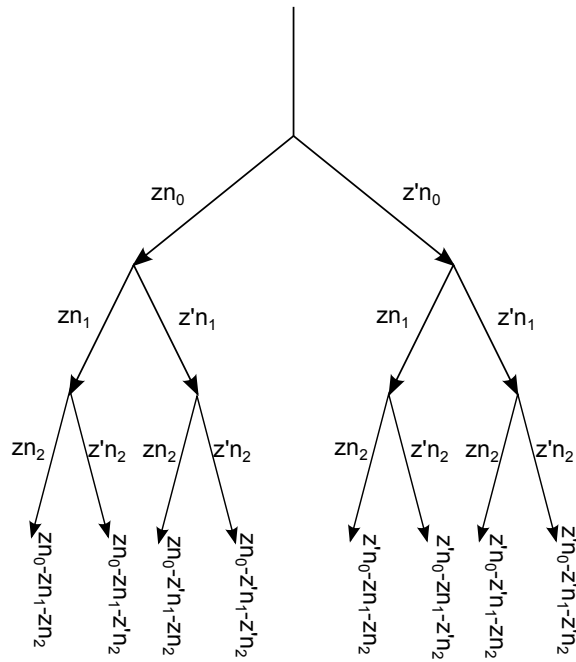 zn₀ z'n₀
zn₁ z'n₁ zn₁ z'n₁
zn₂ z'n₂ zn₂ z'n₂ zn₂ z'n₂ zn₂ z'n₂
zn₀-zn₁-zn₂
zn₀-zn₁-z'n₂
zn₀-z'n₁-zn₂
zn₀-z'n₁-z'n₂
z'n₀-zn₁-zn₂
z'n₀-zn₁-z'n₂
z'n₀-z'n₁-zn₂
z'n₀-z'n₁-z'n₂